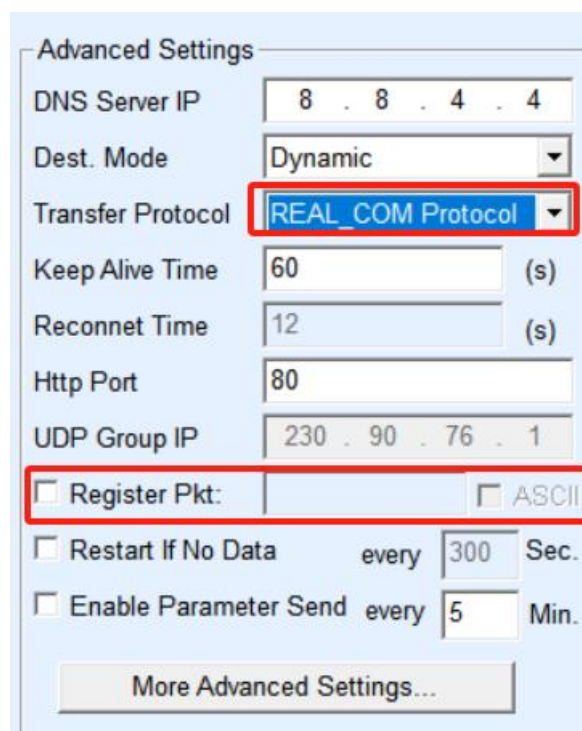 Advanced Settings
DNS Server IP 8 . 8 . 4 . 4
Dest. Mode Dynamic
Transfer Protocol REAL_COM Protocol
Keep Alive Time 60 (s)
Reconnet Time 12 (s)
Http Port 80
UDP Group IP 230 . 90 . 76 . 1
Register Pkt: ASCII
Restart If No Data every 300 Sec.
Enable Parameter Send every 5 Min.
More Advanced Settings...